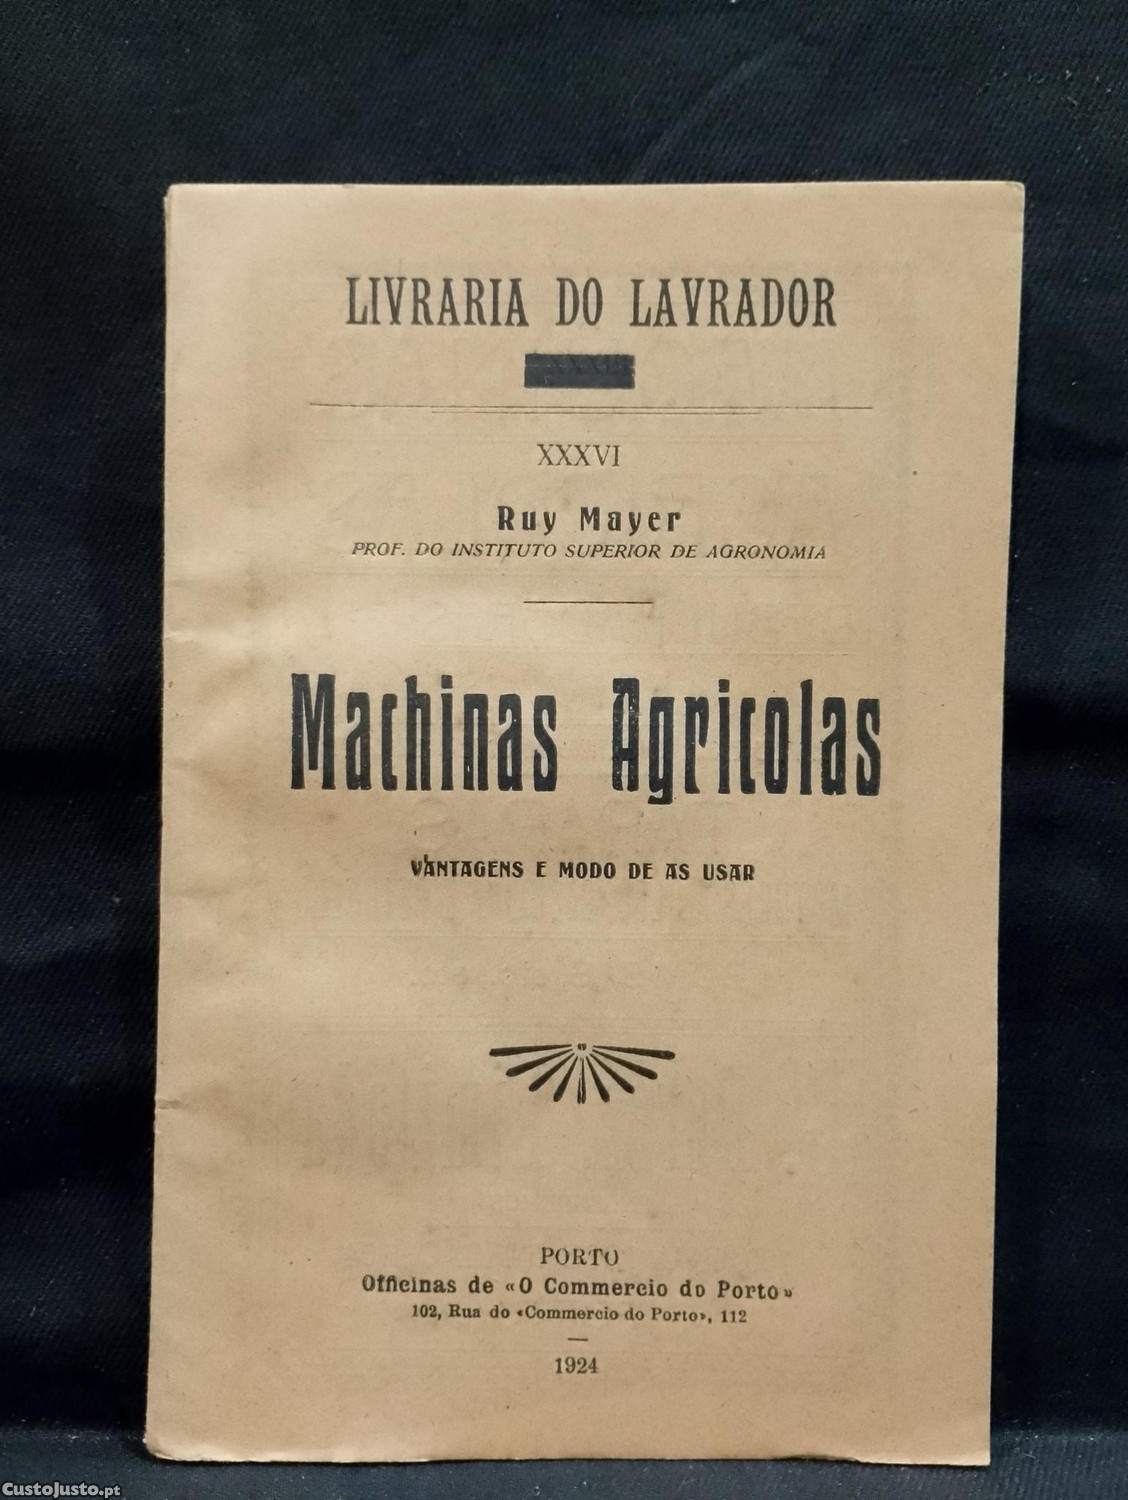 LIVRARIA DO LAVRADOR
XXXVI
Ruy Mayer
PROF. DO INSTITUTO SUPERIOR DE AGRONOMIA
Machinas Agricolas
VANTAGENS E MODO DE AS USAR
PORTO
Officinas de «O Commercio do Porto»
102, Rua do «Commercio do Porto», 112
1924
CustoJusto.pt